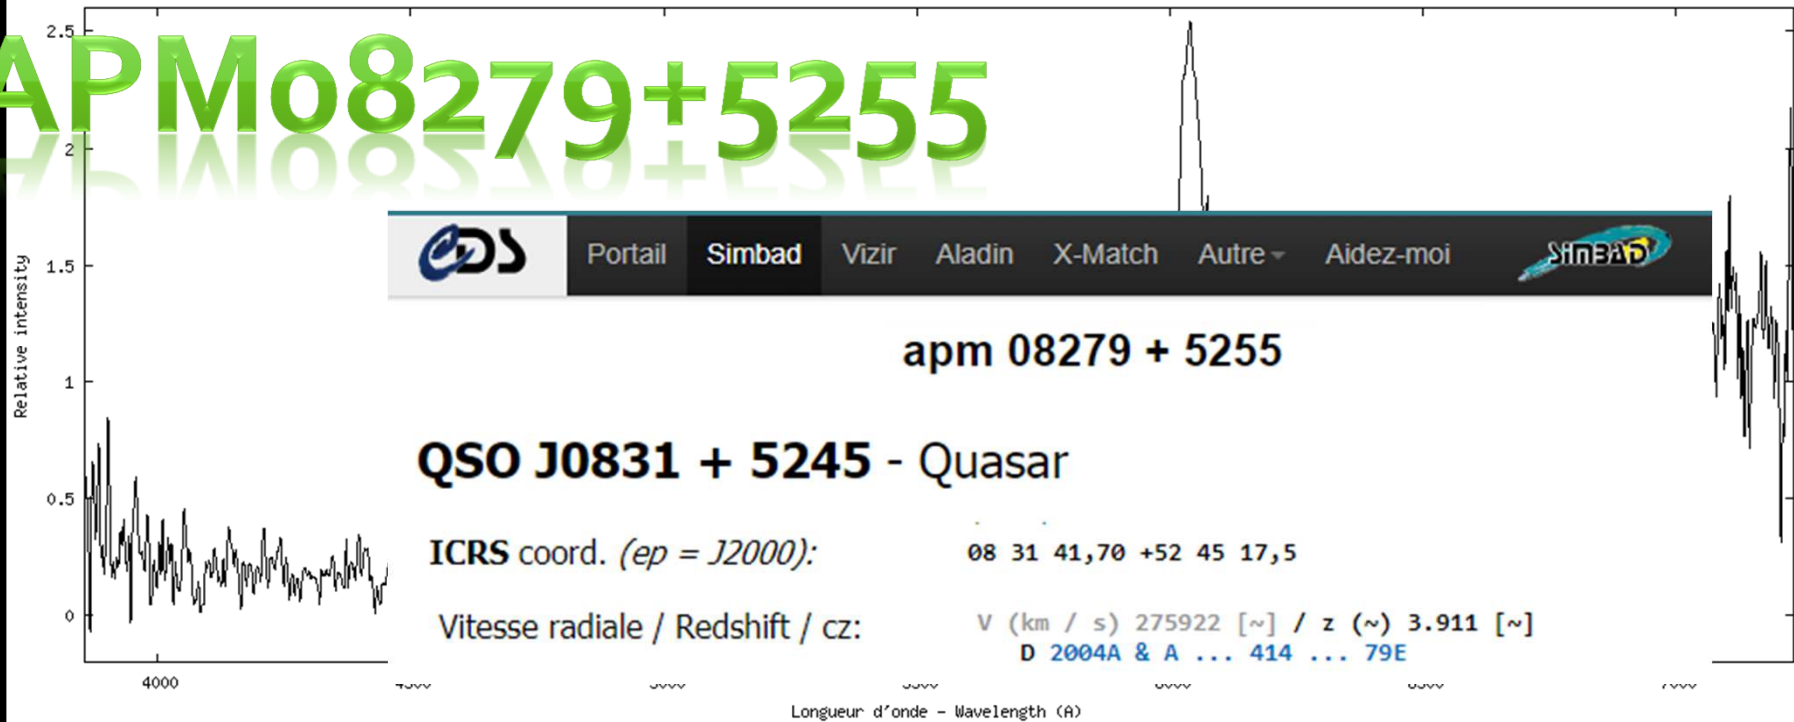 APM08279+5255
2.5
2
1.5
1
0.5
0
Relative intensity
CDS Portail Simbad Vizir Aladin X-Match Autre Aidez-moi SIMBAD
apm 08279 + 5255
QSO J0831 + 5245 - Quasar
ICRS coord. (ep = J2000): 08 31 41,70 +52 45 17,5
Vitesse radiale / Redshift / cz: V (km / s) 275922 [~] / z (~) 3.911 [~]
D 2004A & A ... 414 ... 79E
4000
Longueur d'onde - Wavelength (A)